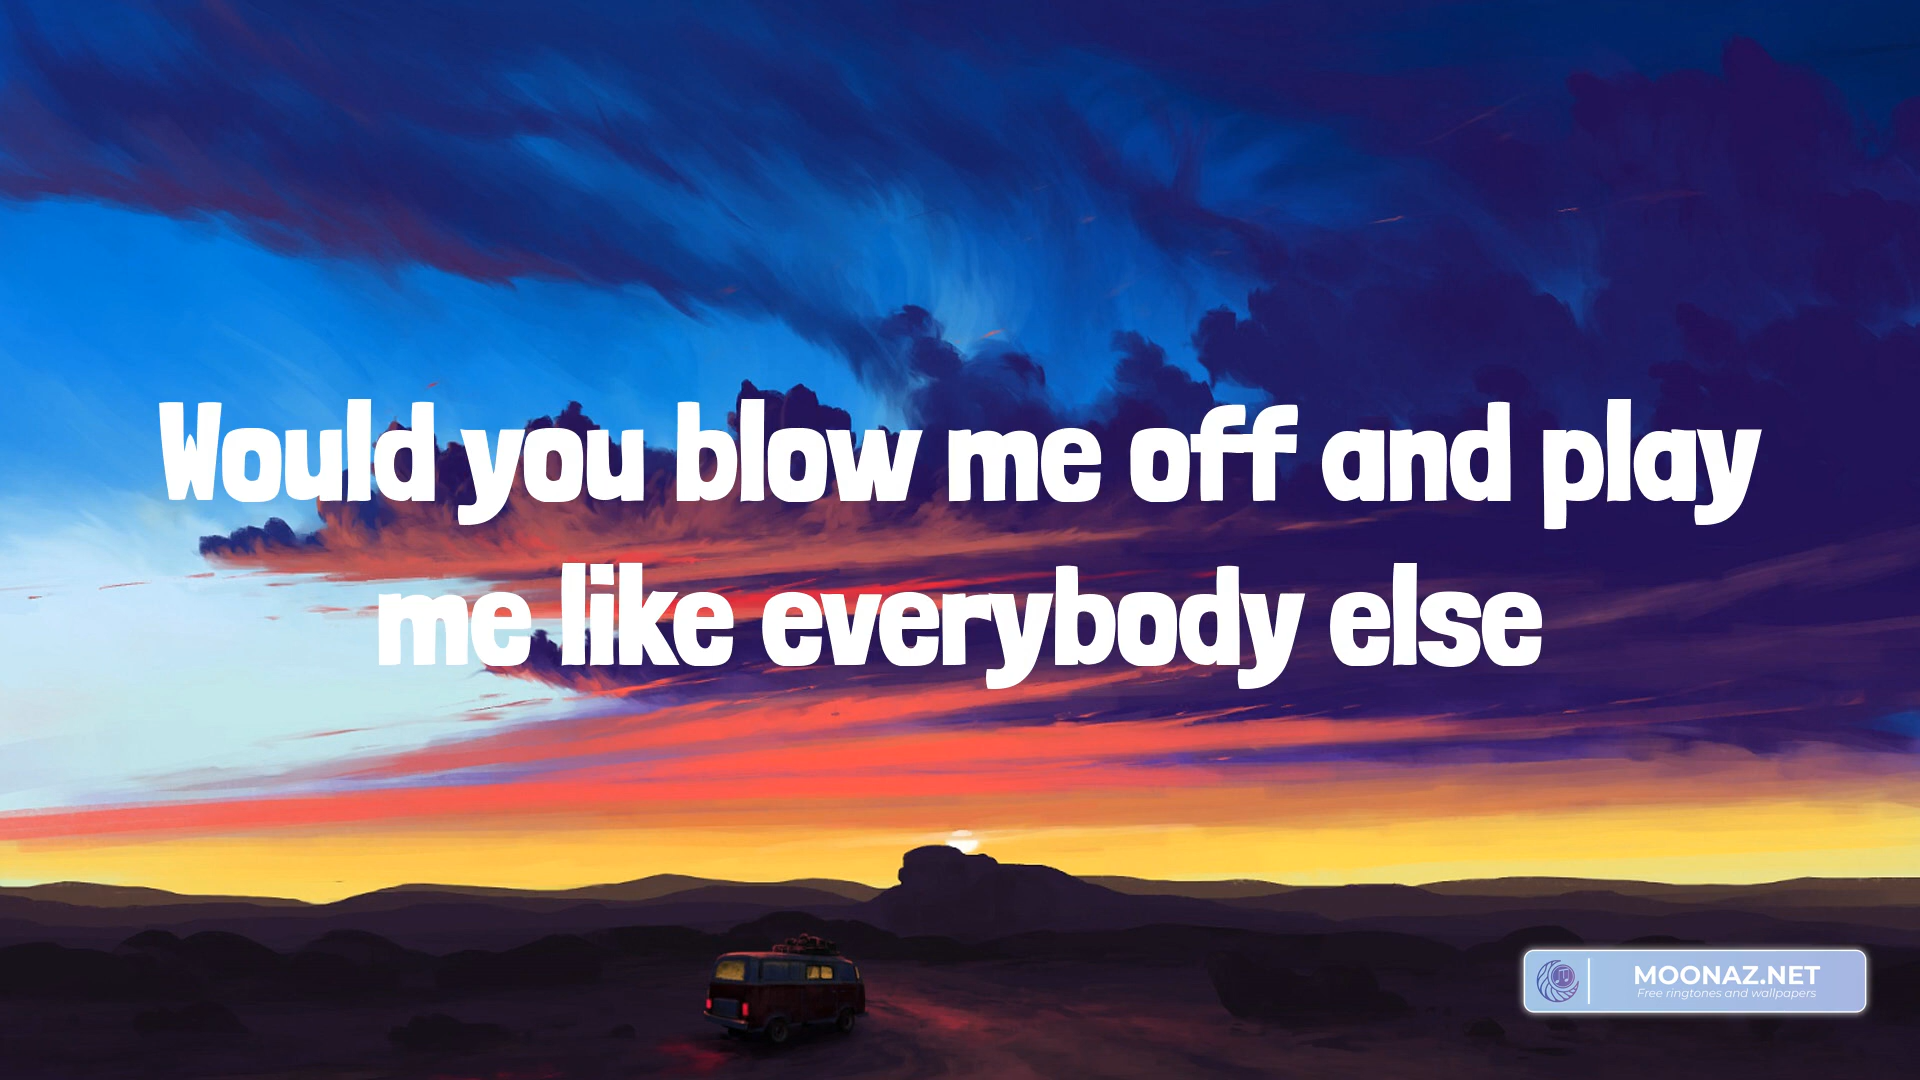 Would you blow me off and play
me like everybody else
MOONAZ.NET
Free ringtones and wallpapers